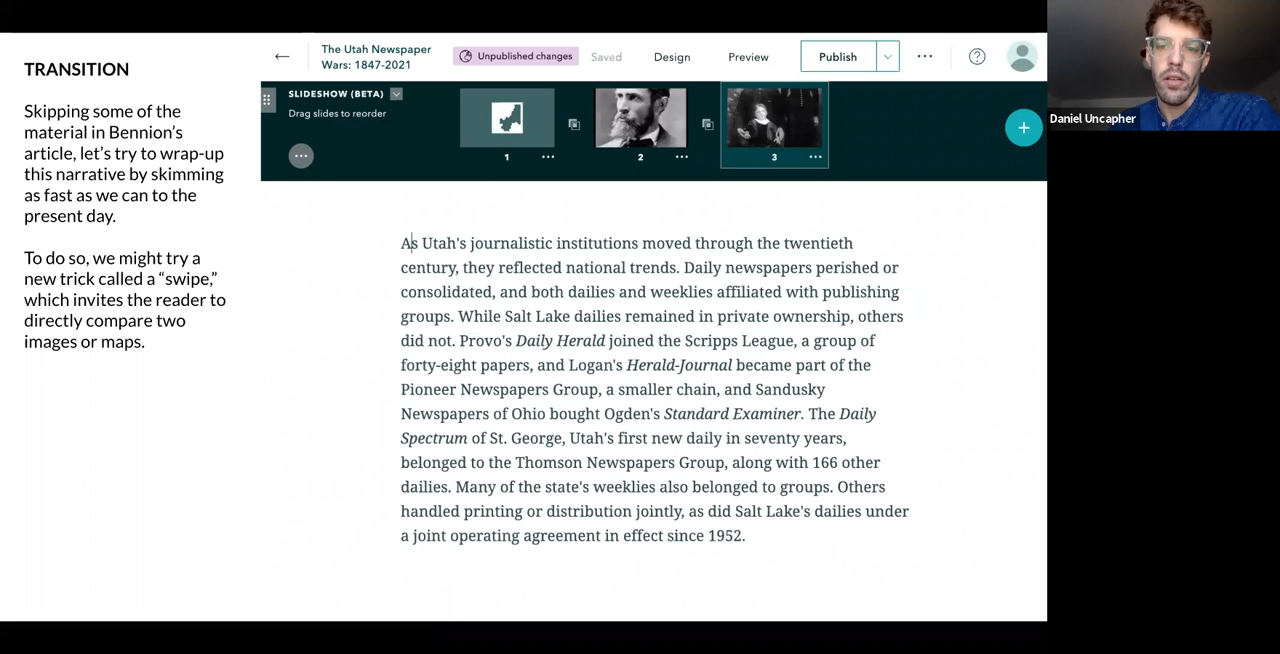 TRANSITION
Skipping some of the
material in Bennion's
article, let's try to wrap-up
this narrative by skimming
as fast as we can to the
present day.
To do so, we might try a
new trick called a “swipe,”
which invites the reader to
directly compare two
images or maps.
The Utah Newspaper
Wars: 1847-2021
Unpublished changes
Saved
Design
Preview
Publish
SLIDESHOW (BETA)
Drag slides to reorder
1
2
3
As Utah's journalistic institutions moved through the twentieth
century, they reflected national trends. Daily newspapers perished or
consolidated, and both dailies and weeklies affiliated with publishing
groups. While Salt Lake dailies remained in private ownership, others
did not. Provo's Daily Herald joined the Scripps League, a group of
forty-eight papers, and Logan's Herald-Journal became part of the
Pioneer Newspapers Group, a smaller chain, and Sandusky
Newspapers of Ohio bought Ogden's Standard Examiner. The Daily
Spectrum of St. George, Utah's first new daily in seventy years,
belonged to the Thomson Newspapers Group, along with 166 other
dailies. Many of the state's weeklies also belonged to groups. Others
handled printing or distribution jointly, as did Salt Lake's dailies under
a joint operating agreement in effect since 1952.
Daniel Uncapher